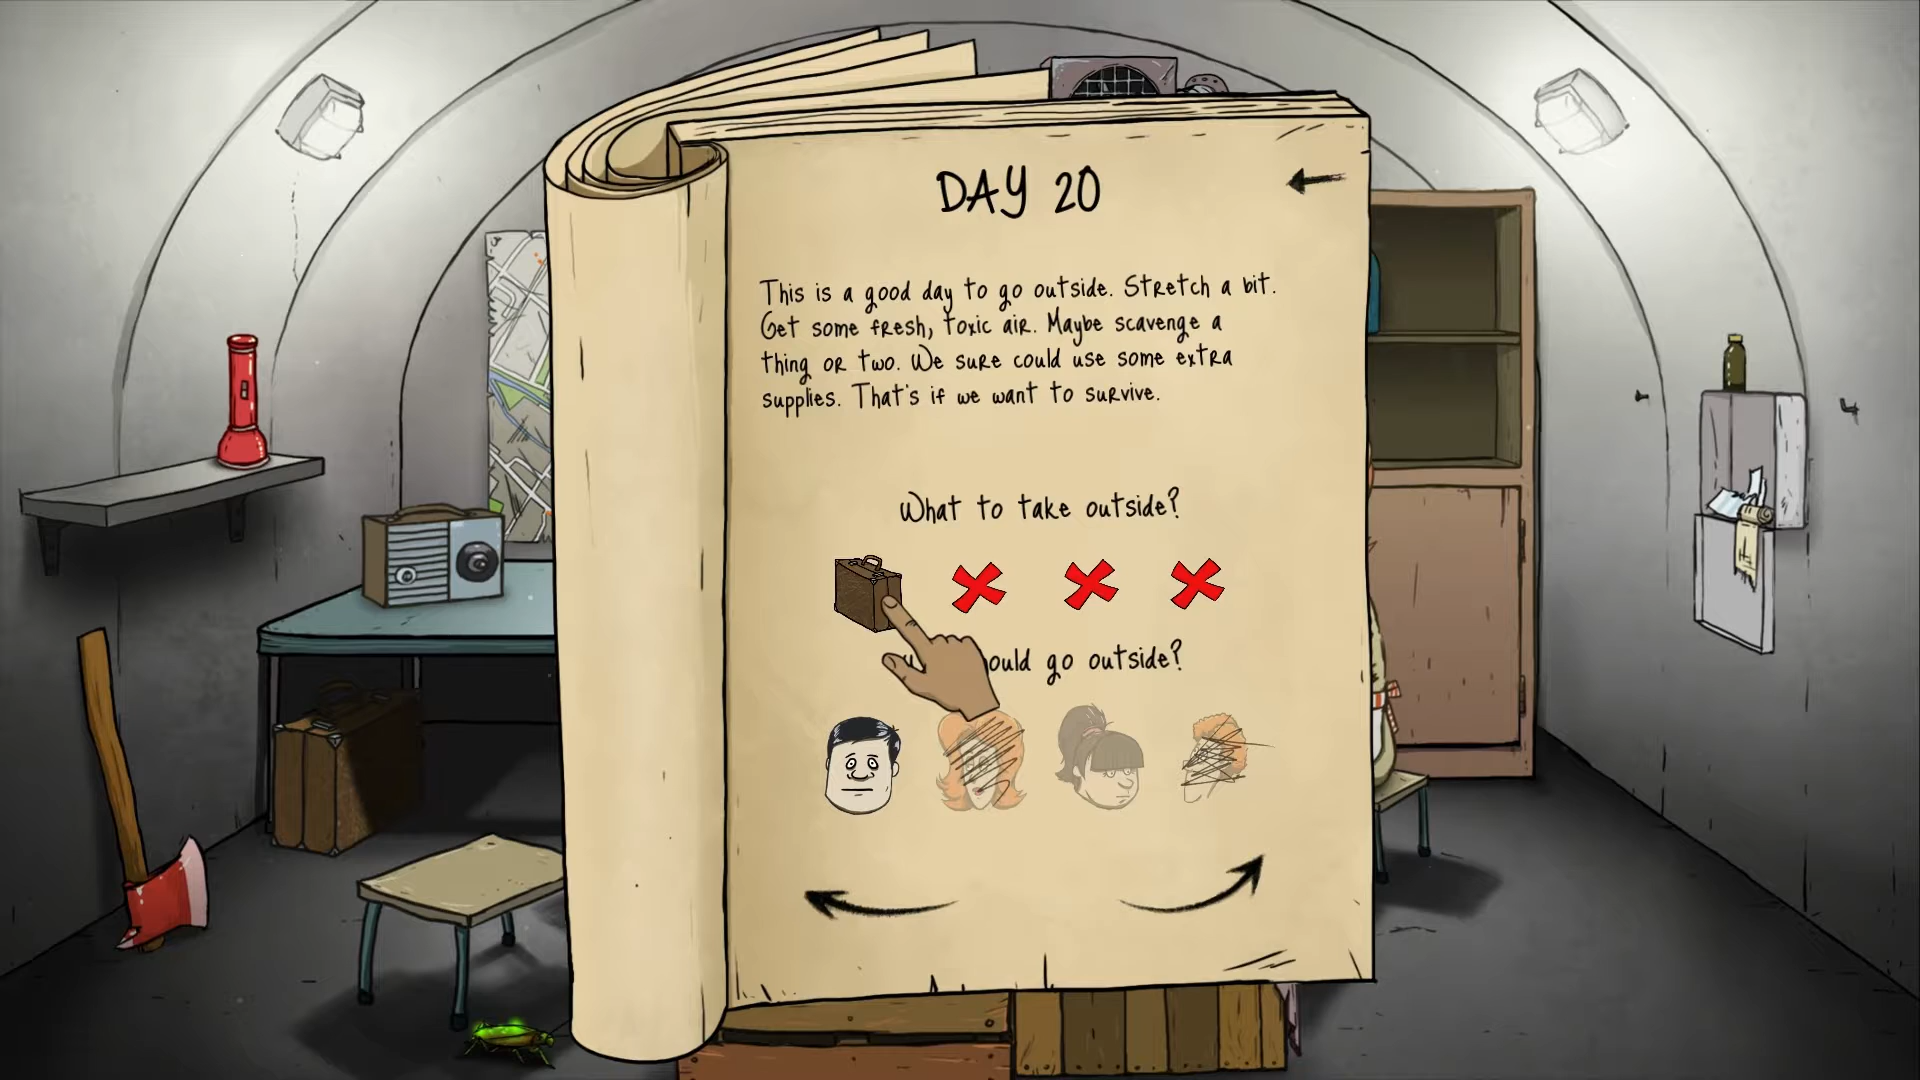 DAY 20
This is a good day to go outside. Stretch a bit.
Get some fresh, toxic air. Maybe scavenge a
thing or two. We sure could use some extra
supplies. That's if we want to survive.
What to take outside?
go outside?